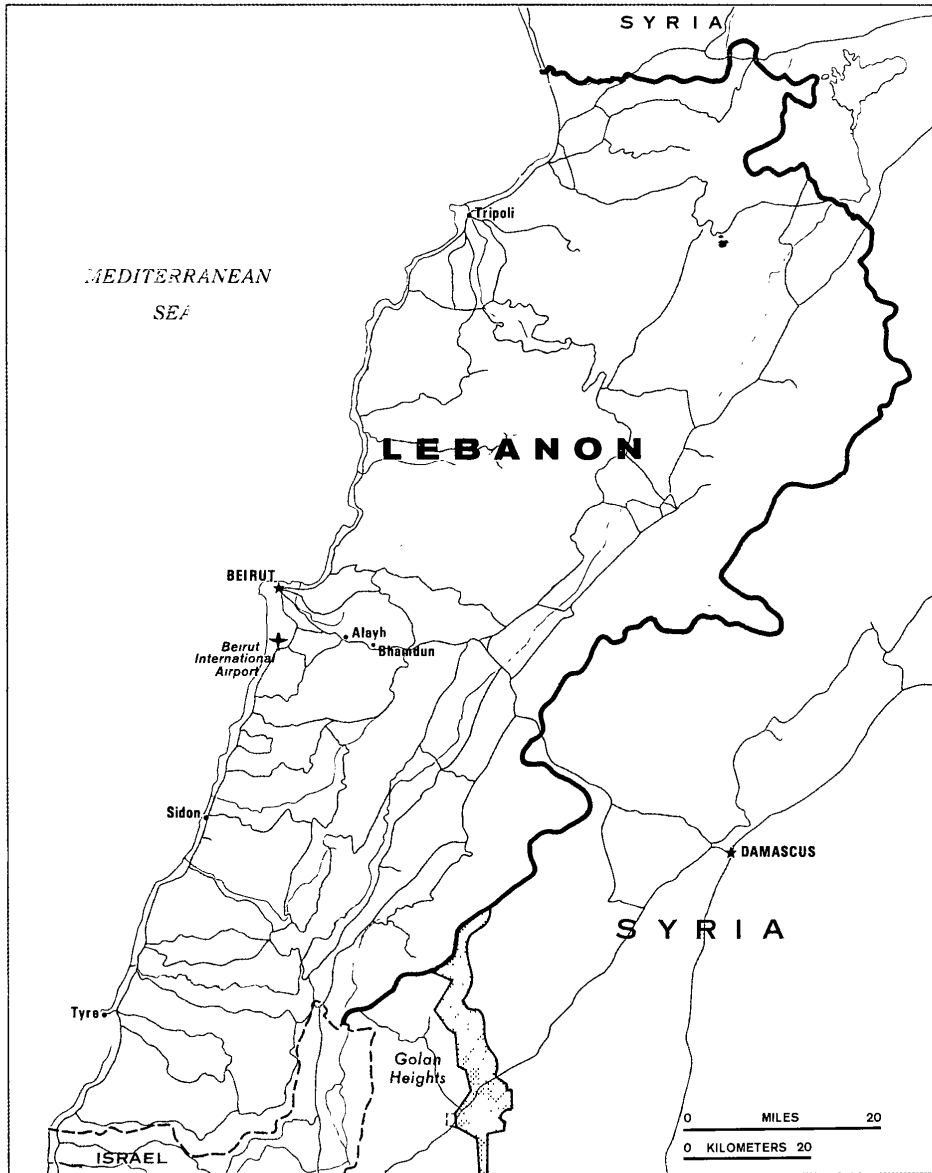 SYRIA
Tripoli
MEDITERRANEAN
SEA
LEBANON
BEIRUT
Alayh
Bhamdun
Beirut
International
Airport
Sidon
DAMASCUS
SYRIA
Tyre
Golan
Heights
0 MILES 20
0 KILOMETERS 20
ISRAEL